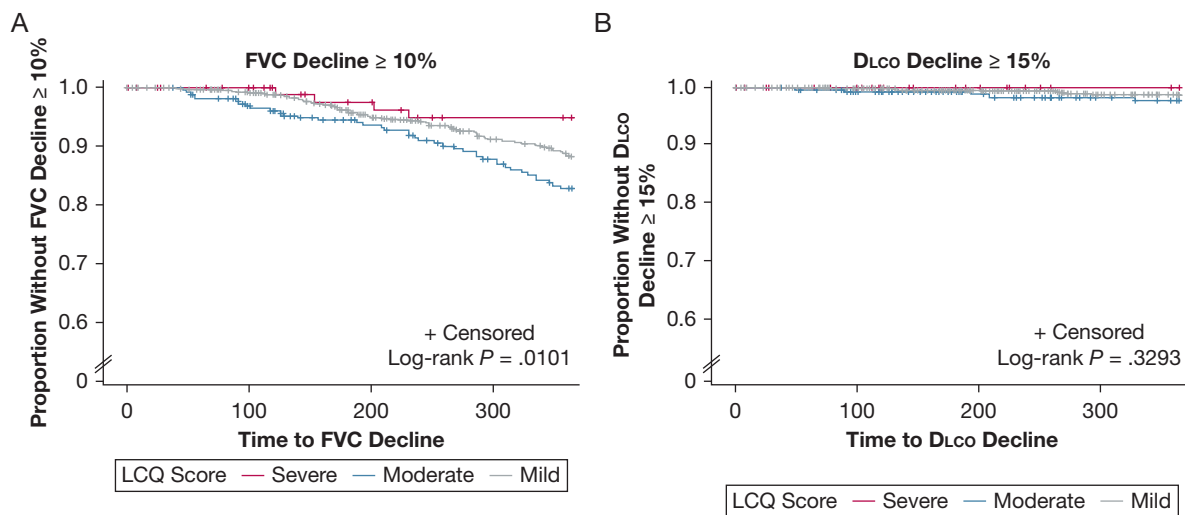 A
FVC Decline ≥ 10%
Proportion Without FVC Decline ≥ 10%
1.0
0.9
0.8
0.7
0.6
0
+ Censored
Log-rank P = .0101
0 100 200 300
Time to FVC Decline
LCQ Score Severe Moderate Mild
B
DLCO Decline ≥ 15%
Proportion Without DLCO
Decline ≥ 15%
1.0
0.9
0.8
0.7
0.6
0
+ Censored
Log-rank P = .3293
0 100 200 300
Time to DLCO Decline
LCQ Score Severe Moderate Mild